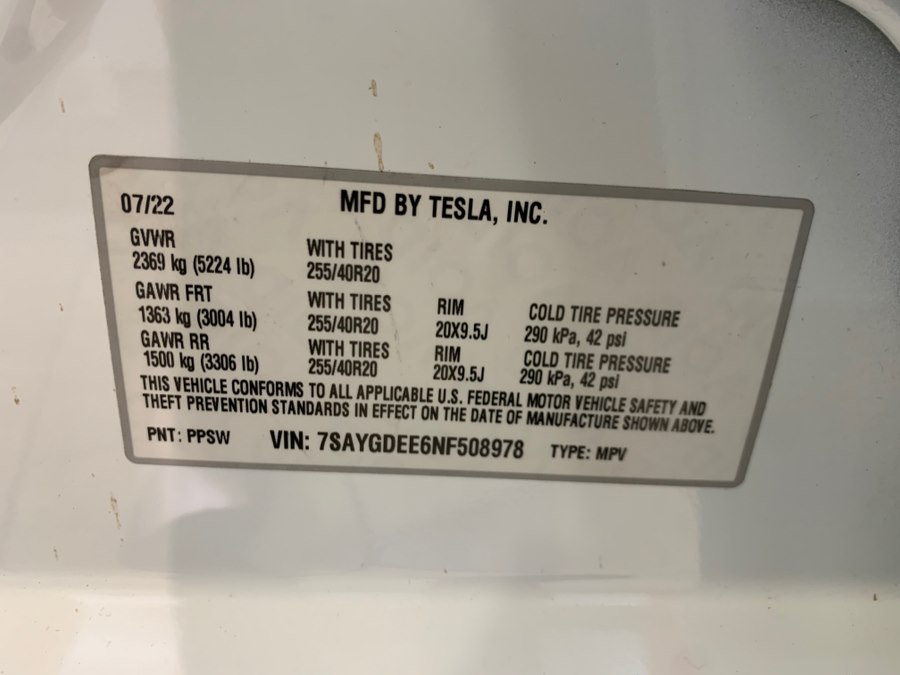 07/22 MFD BY TESLA, INC.
GVWR WITH TIRES
2369 kg (5224 lb) 255/40R20
GAWR FRT WITH TIRES RIM COLD TIRE PRESSURE
1363 kg (3004 lb) 255/40R20 20X9.5J 290 kPa, 42 psi
GAWR RR WITH TIRES RIM COLD TIRE PRESSURE
1500 kg (3306 lb) 255/40R20 20X9.5J 290 kPa, 42 psi
THIS VEHICLE CONFORMS TO ALL APPLICABLE U.S. FEDERAL MOTOR VEHICLE SAFETY AND
THEFT PREVENTION STANDARDS IN EFFECT ON THE DATE OF MANUFACTURE SHOWN ABOVE.
PNT: PPSW VIN: 7SAYGDEE6NF508978 TYPE: MPV